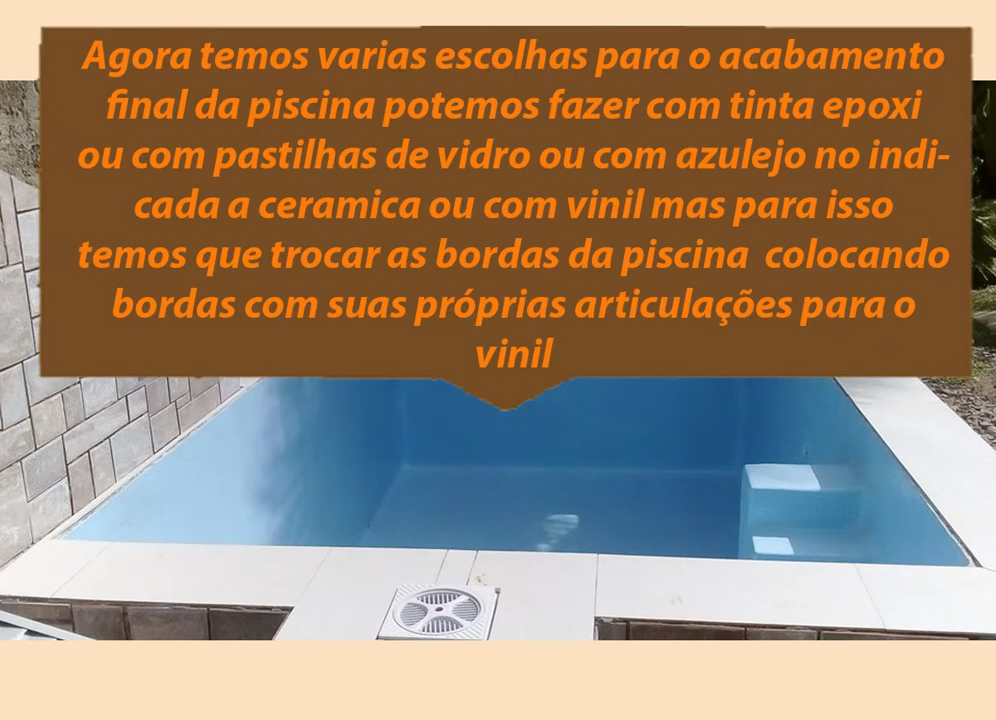 Agora temos varias escolhas para o acabamento
final da piscina potemos fazer com tinta epoxi
ou com pastilhas de vidro ou com azulejo no indi-
cada a ceramica ou com vinil mas para isso
temos que trocar as bordas da piscina  colocando
bordas com suas próprias articulações para o
vinil